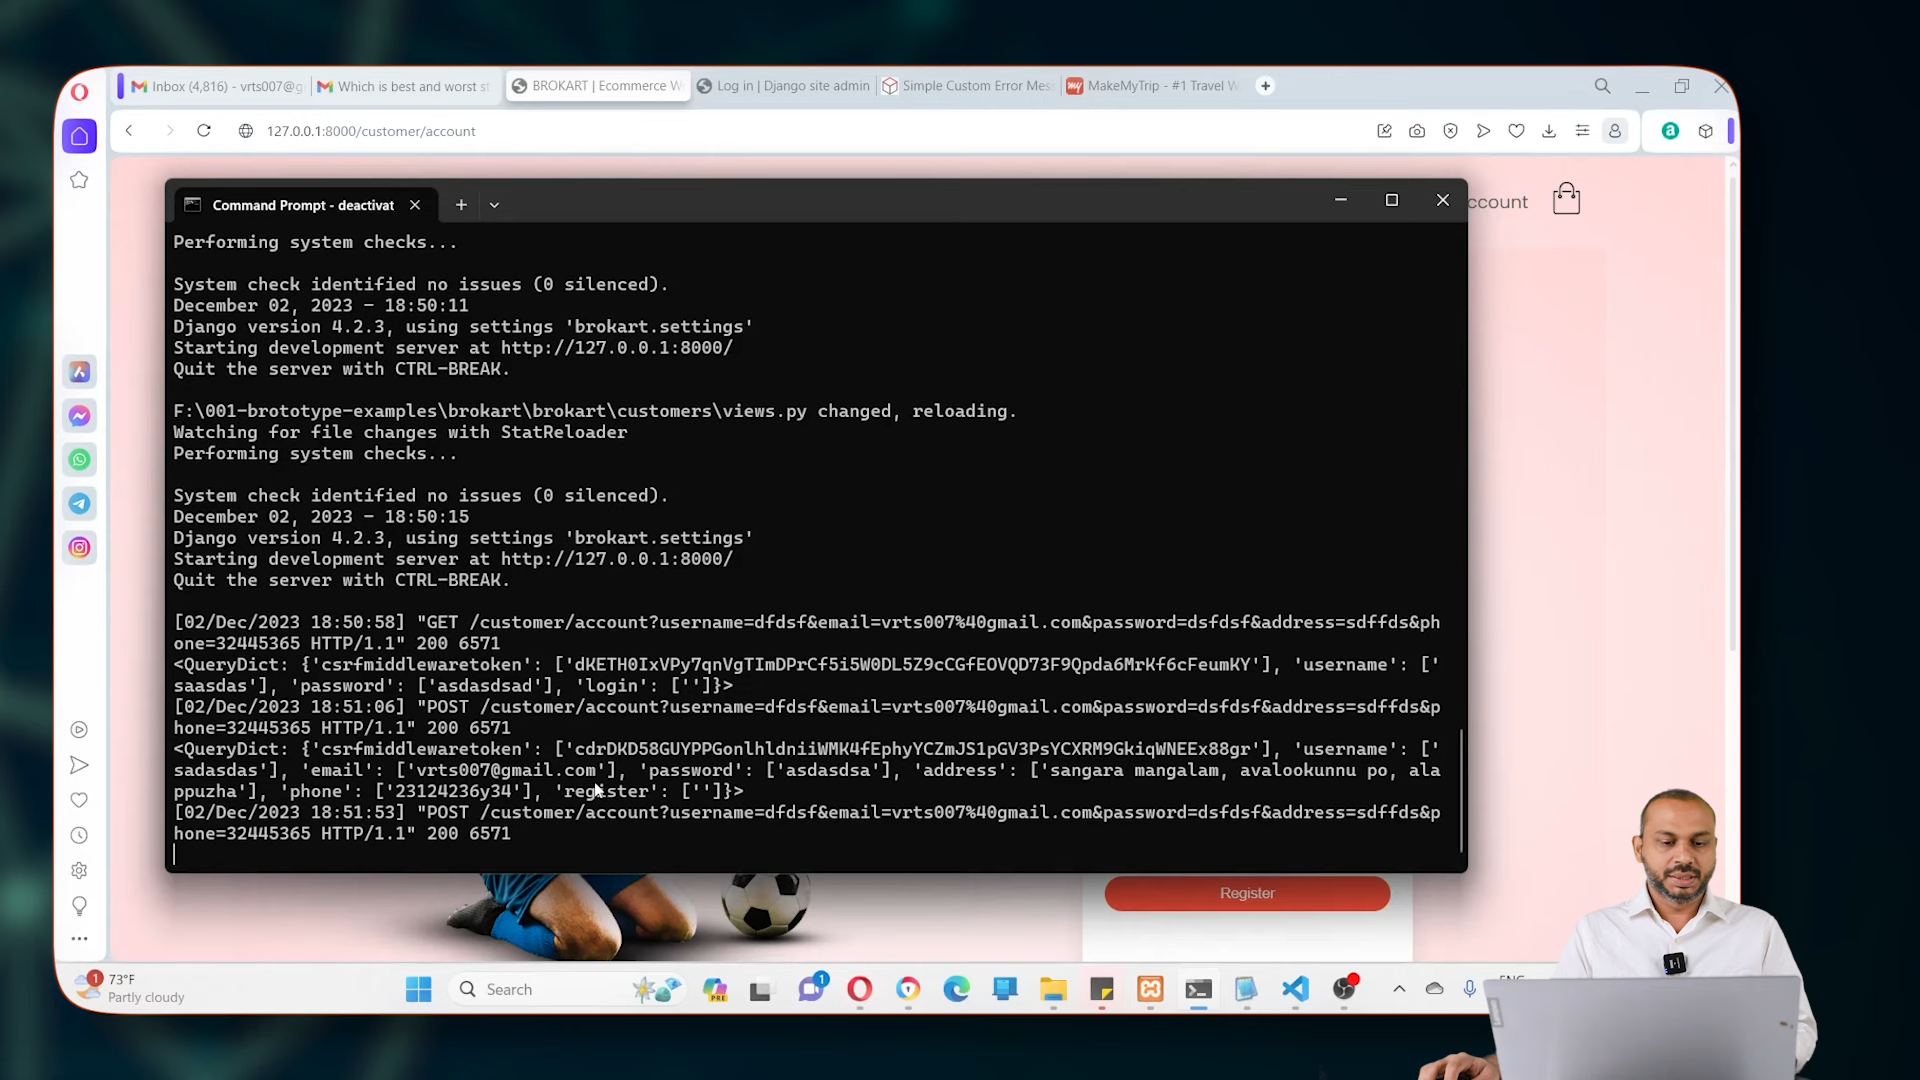 Inbox (4,816) - vrts007@g
Which is best and worst st
BROKART | Ecommerce W
Log in | Django site admin
Simple Custom Error Mes
MakeMyTrip - #1 Travel W
127.0.0.1:8000/customer/account
ccount
Command Prompt - deactivat
Performing system checks...
System check identified no issues (0 silenced).
December 02, 2023 - 18:50:11
Django version 4.2.3, using settings 'brokart.settings'
Starting development server at http://127.0.0.1:8000/
Quit the server with CTRL-BREAK.
F:\001-brototype-examples\brokart\brokart\customers\views.py changed, reloading.
Watching for file changes with StatReloader
Performing system checks...
System check identified no issues (0 silenced).
December 02, 2023 - 18:50:15
Django version 4.2.3, using settings 'brokart.settings'
Starting development server at http://127.0.0.1:8000/
Quit the server with CTRL-BREAK.
[02/Dec/2023 18:50:58] "GET /customer/account?username=dfdsf&email=vrts007%40gmail.com&password=dsfdsf&address=sdffds&ph
one=32445365 HTTP/1.1" 200 6571
<QueryDict: {'csrfmiddlewaretoken': ['dKETH0IxVPy7qnVgTImDPrCf5i5W0DL5Z9cCGfEOVQD73F9Qpda6MrKf6cFeumKY'], 'username': ['
saasdas'], 'password': ['asdasdsad'], 'login': ['']}>
[02/Dec/2023 18:51:06] "POST /customer/account?username=dfdsf&email=vrts007%40gmail.com&password=dsfdsf&address=sdffds&p
hone=32445365 HTTP/1.1" 200 6571
<QueryDict: {'csrfmiddlewaretoken': ['cdrDKD58GUYPPGonlhldniiWMK4fEphyYCZmJS1pGV3PsYCXRM9GkiqWNEEx88gr'], 'username': ['
sadasdas'], 'email': ['vrts007@gmail.com'], 'password': ['asdasdsa'], 'address': ['sangara mangalam, avalookunnu po, ala
ppuzha'], 'phone': ['23124236y34'], 'register': ['']}>
[02/Dec/2023 18:51:53] "POST /customer/account?username=dfdsf&email=vrts007%40gmail.com&password=dsfdsf&address=sdffds&p
hone=32445365 HTTP/1.1" 200 6571
Register
1
73°F
Partly cloudy
Search
PRE
1
ENG